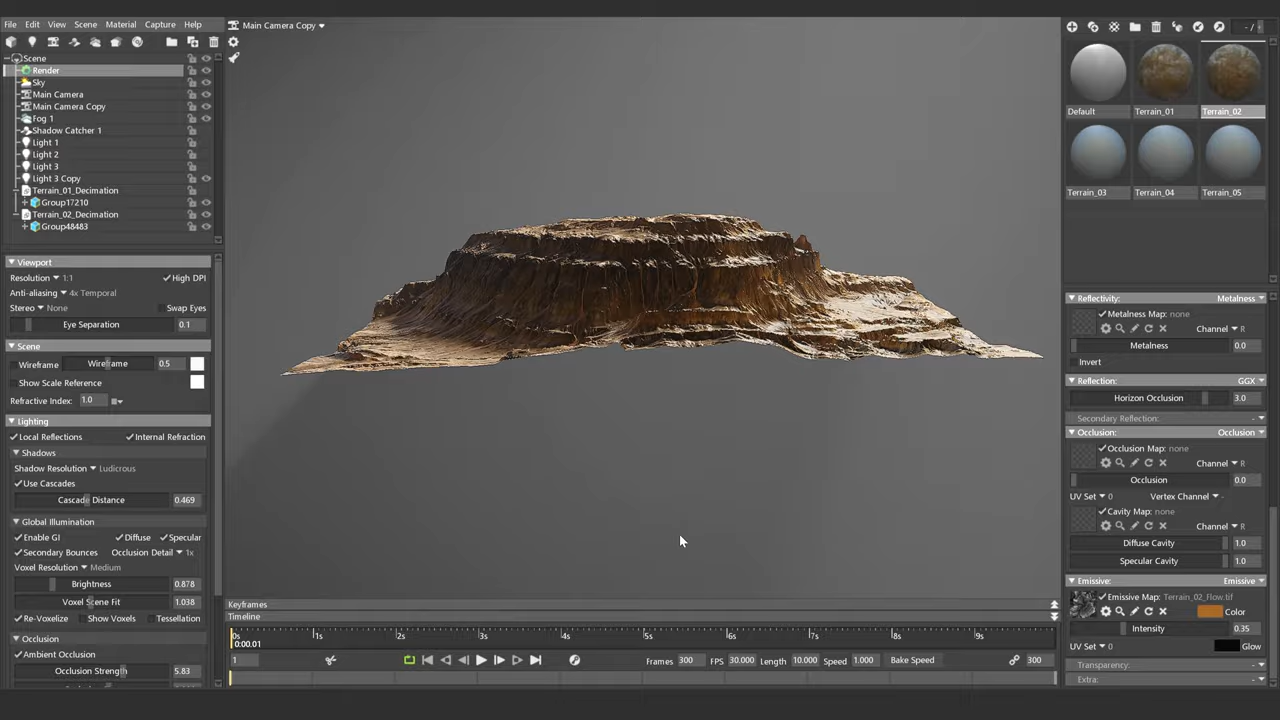 File Edit View Scene Material Capture Help
Main Camera Copy
- /
Scene
Render
Sky
Main Camera
Main Camera Copy
Fog 1
Shadow Catcher 1
Light 1
Light 2
Light 3
Light 3 Copy
Terrain_01_Decimation
Group17210
Terrain_02_Decimation
Group48483
Viewport
Resolution 1:1 High DPI
Anti-aliasing 4x Temporal
Stereo None Swap Eyes
Eye Separation 0.1
Scene
Wireframe Wireframe 0.5
Show Scale Reference
Refractive Index: 1.0
Lighting
Local Reflections Internal Refraction
Shadows
Shadow Resolution Ludicrous
Use Cascades
Cascade Distance 0.469
Global Illumination
Enable GI Diffuse Specular
Secondary Bounces Occlusion Detail 1x
Voxel Resolution Medium
Brightness 0.878
Voxel Scene Fit 1.038
Re-Voxelize Show Voxels Tessellation
Occlusion
Ambient Occlusion
Occlusion Strength 5.83
Keyframes
Timeline
0s 1s 2s 3s 4s 5s 6s 7s 8s 9s
0:00.01
1 Frames 300 FPS 30.000 Length 10.000 Speed 1.000 Bake Speed 300
Default Terrain_01 Terrain_02
Terrain_03 Terrain_04 Terrain_05
Reflectivity: Metalness
Metalness Map: none
Channel R
Metalness 0.0
Invert
Reflection: GGX
Horizon Occlusion 3.0
Secondary Reflection: -
Occlusion: Occlusion
Occlusion Map: none
Channel R
Occlusion 0.0
UV Set 0 Vertex Channel -
Cavity Map: none
Channel R
Diffuse Cavity 1.0
Specular Cavity 1.0
Emissive: Emissive
Emissive Map: Terrain_02_Flow.tif
Color
Intensity 0.35
UV Set 0 Glow
Transparency: -
Extra: -